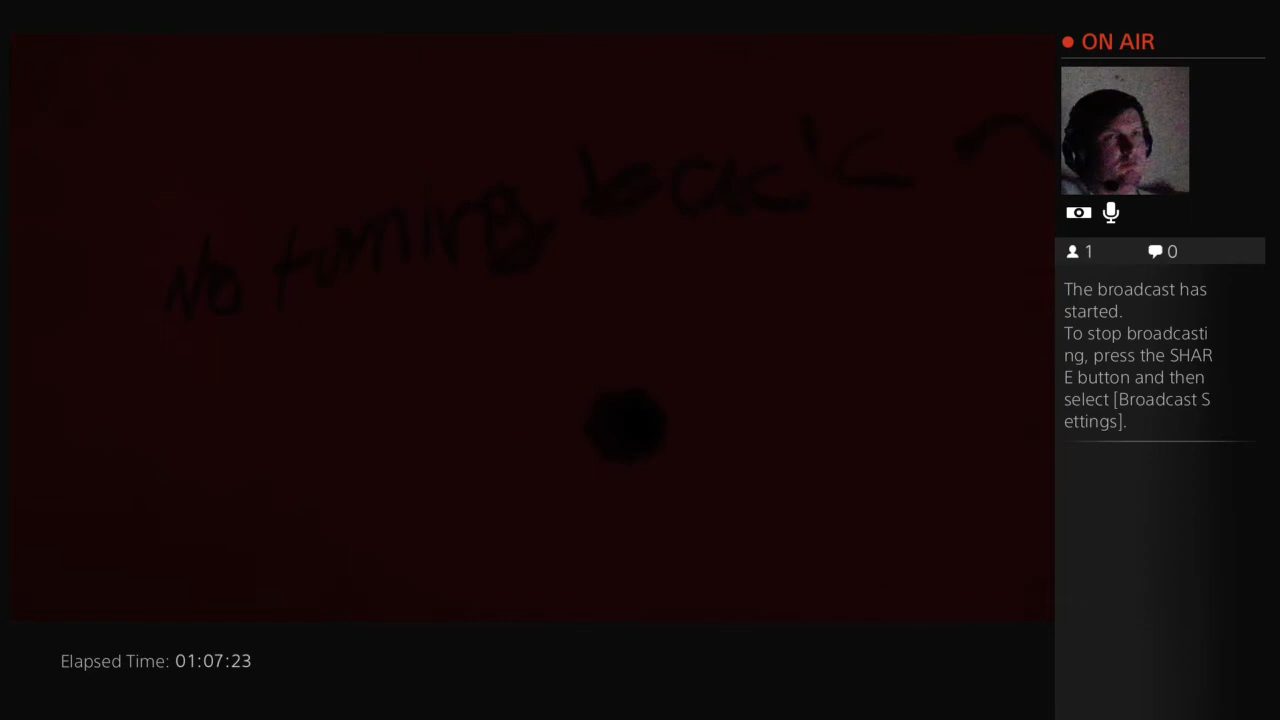 ON AIR
No turning back
1
0
The broadcast has
started.
To stop broadcasti
ng, press the SHAR
E button and then
select [Broadcast S
ettings].
Elapsed Time: 01:07:23